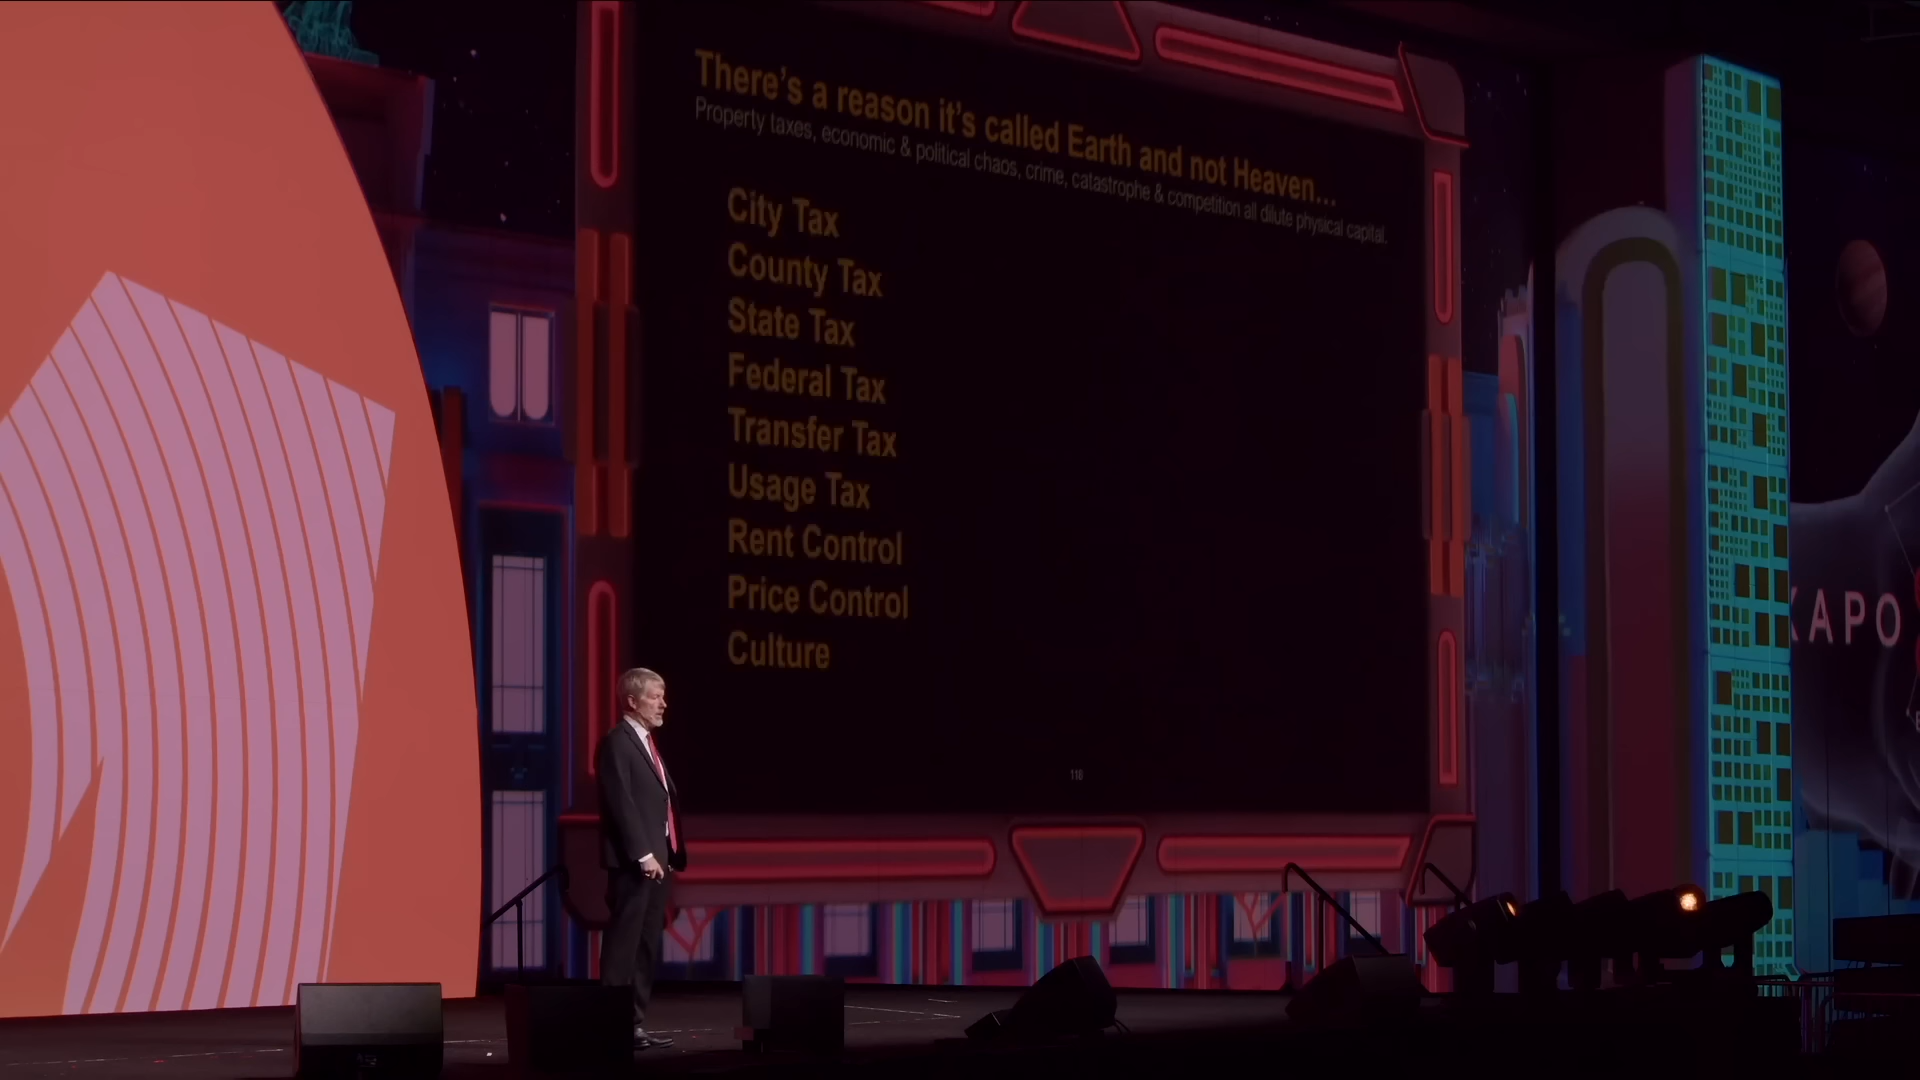 There's a reason it's called Earth and not Heaven...
Property taxes, economic & political chaos, crime, catastrophe & competition all dilute physical capital.
City Tax
County Tax
State Tax
Federal Tax
Transfer Tax
Usage Tax
Rent Control
Price Control
Culture
118
KAPO